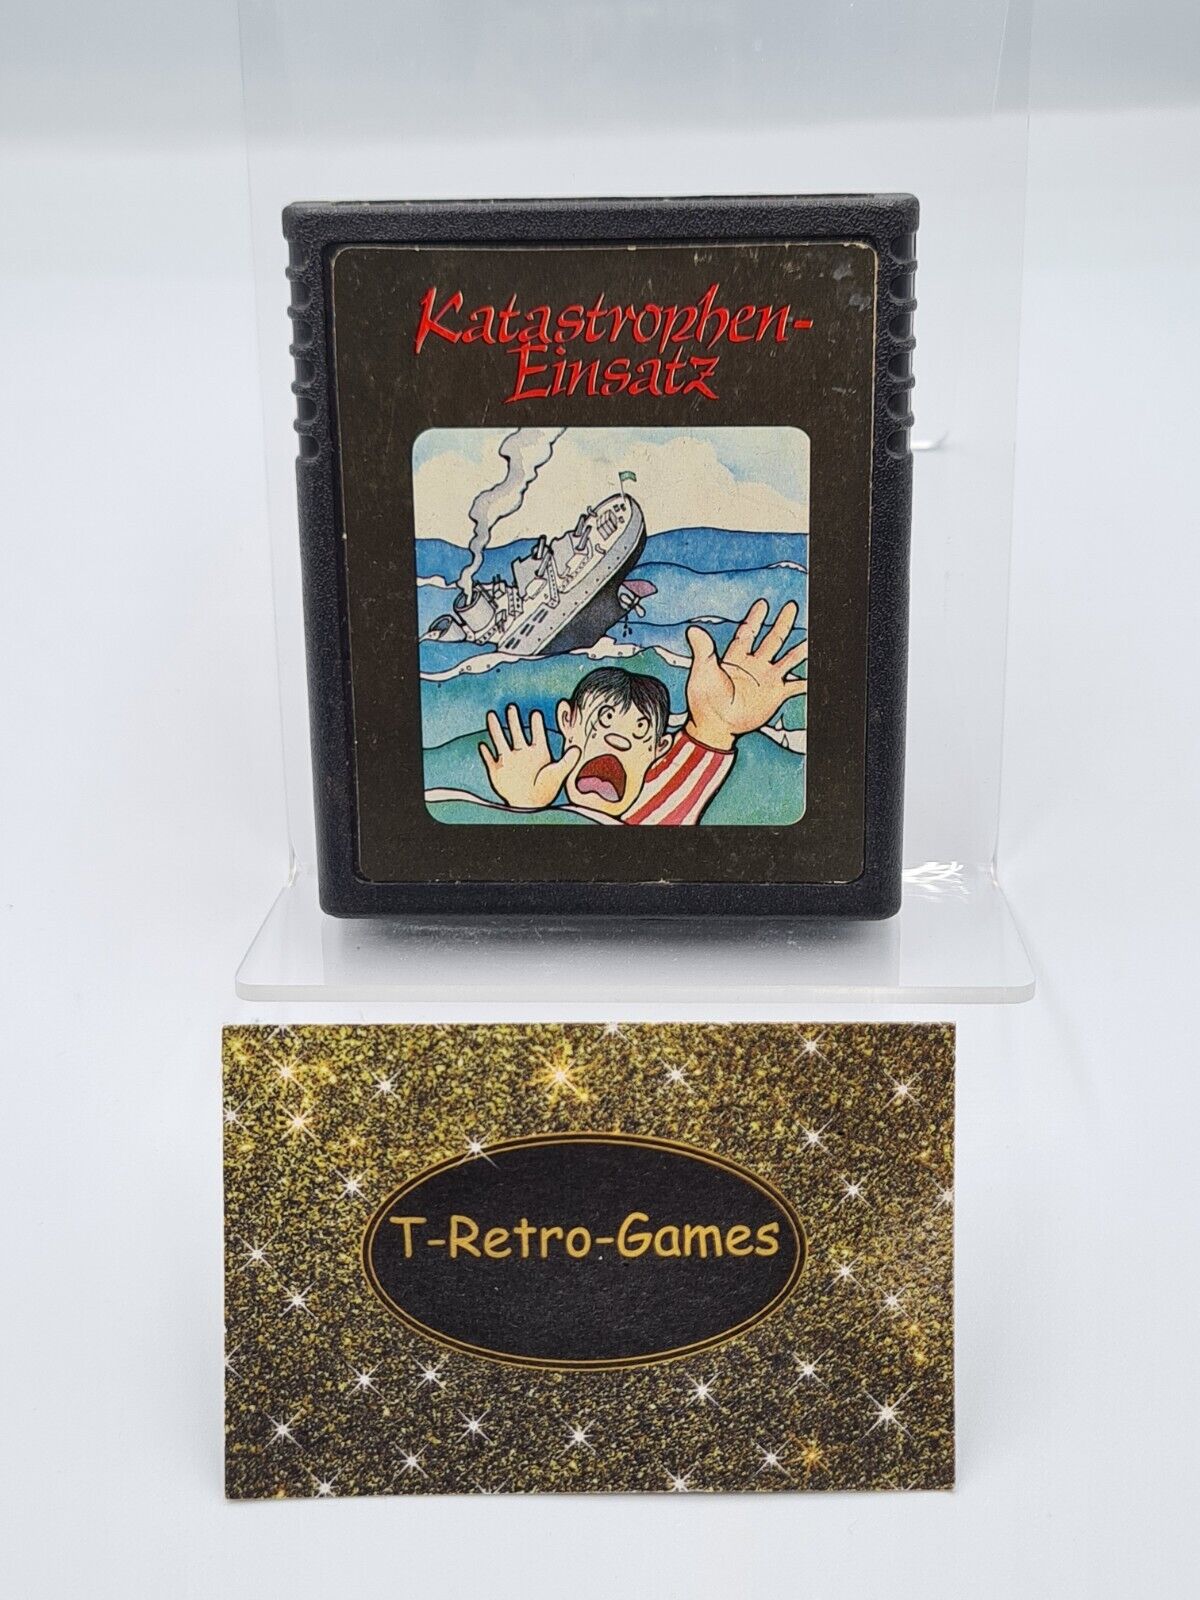 Katastrophen-
Einsatz
T-Retro-Games